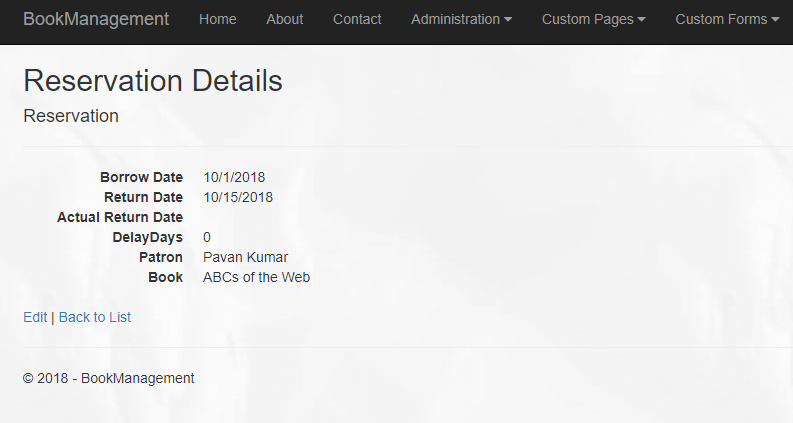 BookManagement Home About Contact Administration Custom Pages Custom Forms
Reservation Details
Reservation
Borrow Date 10/1/2018
Return Date 10/15/2018
Actual Return Date
DelayDays 0
Patron Pavan Kumar
Book ABCs of the Web
Edit | Back to List
© 2018 - BookManagement